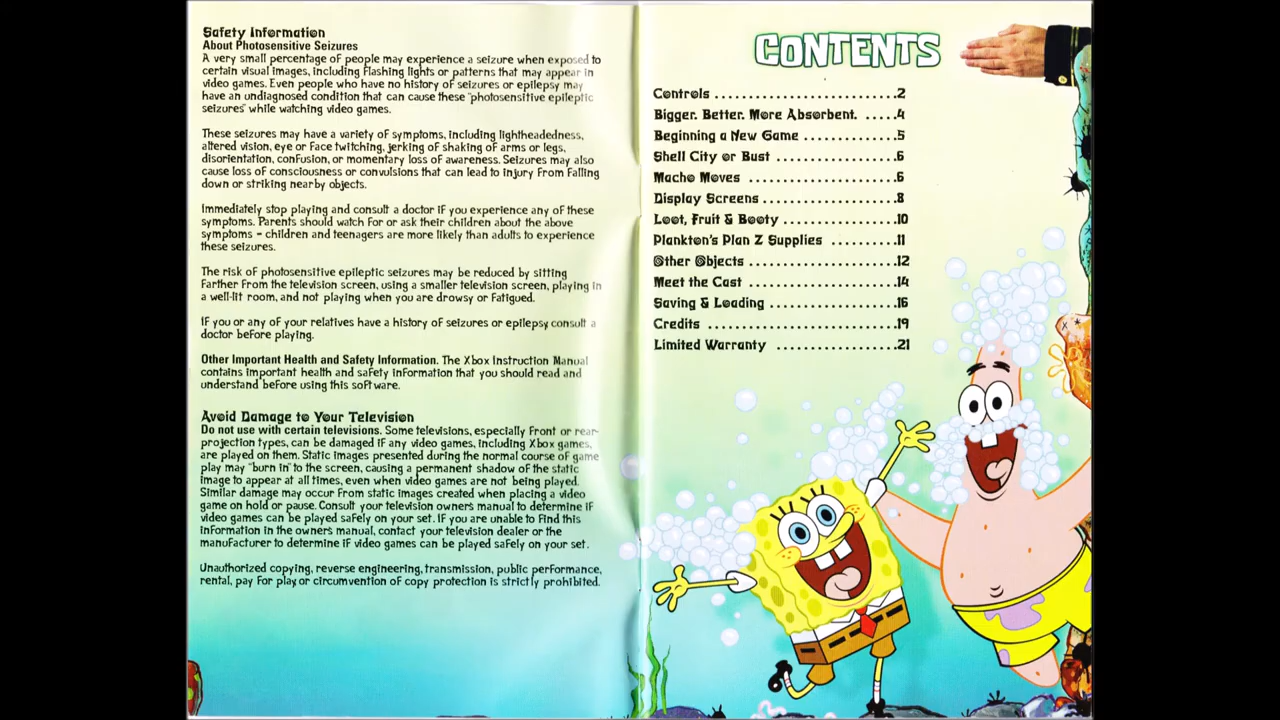 Safety Information
About Photosensitive Seizures
A very small percentage of people may experience a seizure when exposed to
certain visual images, including flashing lights or patterns that may appear in
video games. Even people who have no history of seizures or epilepsy may
have an undiagnosed condition that can cause these "photosensitive epileptic
seizures" while watching video games.
These seizures may have a variety of symptoms, including lightheadedness,
altered vision, eye or face twitching, jerking of shaking of arms or legs,
disorientation, confusion, or momentary loss of awareness. Seizures may also
cause loss of consciousness or convulsions that can lead to injury from falling
down or striking nearby objects.
Immediately stop playing and consult a doctor if you experience any of these
symptoms. Parents should watch for or ask their children about the above
symptoms - children and teenagers are more likely than adults to experience
these seizures.
The risk of photosensitive epileptic seizures may be reduced by sitting
farther from the television screen, using a smaller television screen, playing in
a well-lit room, and not playing when you are drowsy or fatigued.
If you or any of your relatives have a history of seizures or epilepsy consult a
doctor before playing.
Other Important Health and Safety Information. The Xbox Instruction Manual
contains important health and safety information that you should read and
understand before using this software.
Avoid Damage to Your Television
Do not use with certain televisions. Some televisions, especially front or rear-
projection types, can be damaged if any video games, including Xbox games,
are played on them. Static images presented during the normal course of game
play may "burn in" to the screen, causing a permanent shadow of the static
image to appear at all times, even when video games are not being played.
Similar damage may occur from static images created when placing a video
game on hold or pause. Consult your television owners manual to determine if
video games can be played safely on your set. If you are unable to find this
information in the owners manual, contact your television dealer or the
manufacturer to determine if video games can be played safely on your set.
Unauthorized copying, reverse engineering, transmission, public performance,
rental, pay for play or circumvention of copy protection is strictly prohibited.
CONTENTS
Controls ..........................2
Bigger. Better. More Absorbent. .....4
Beginning a New Game .............5
Shell City or Bust .................6
Macho Moves .....................6
Display Screens ...................8
Loot, Fruit & Booty ...............10
Plankton's Plan Z Supplies .........11
Other Objects ....................12
Meet the Cast ....................14
Saving & Loading .................16
Credits ..........................19
Limited Warranty .................21